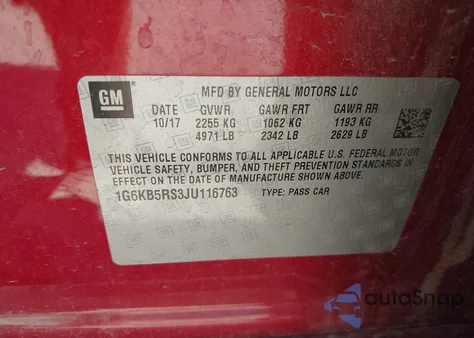 GM
MFD BY GENERAL MOTORS LLC
DATE GVWR GAWR FRT GAWR RR
10/17 2255 KG 1062 KG 1193 KG
4971 LB 2342 LB 2629 LB
THIS VEHICLE CONFORMS TO ALL APPLICABLE U.S. FEDERAL MOTOR
VEHICLE SAFETY, BUMPER, AND THEFT PREVENTION STANDARDS IN
EFFECT ON THE DATE OF MANUFACTURE SHOWN ABOVE.
1G6KB5RS3JU116763 TYPE: PASS CAR
autoSnap